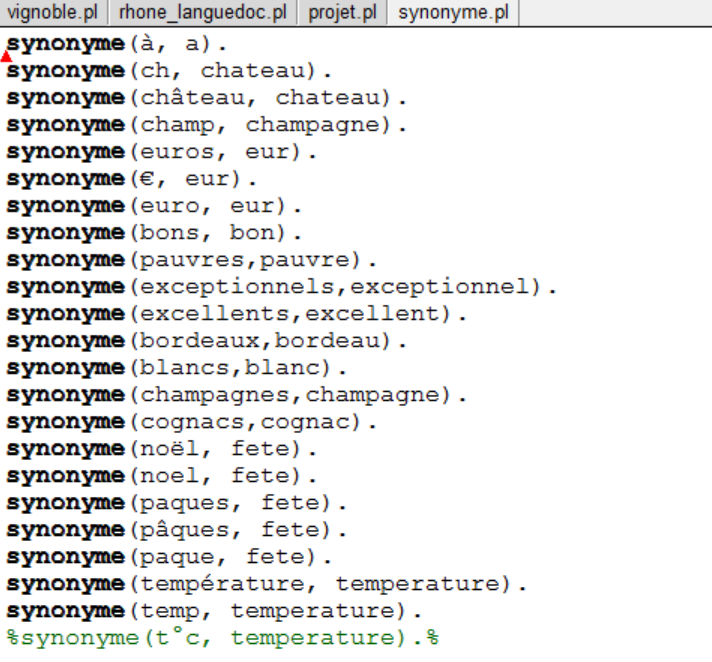 vignoble.pl rhone_languedoc.pl projet.pl synonyme.pl
synonyme(à, a).
synonyme(ch, chateau).
synonyme(château, chateau).
synonyme(champ, champagne).
synonyme(euros, eur).
synonyme(€, eur).
synonyme(euro, eur).
synonyme(bons, bon).
synonyme(pauvres,pauvre).
synonyme(exceptionnels,exceptionnel).
synonyme(excellents,excellent).
synonyme(bordeaux,bordeau).
synonyme(blancs,blanc).
synonyme(champagnes,champagne).
synonyme(cognacs,cognac).
synonyme(noël, fete).
synonyme(noel, fete).
synonyme(paques, fete).
synonyme(pâques, fete).
synonyme(paque, fete).
synonyme(température, temperature).
synonyme(temp, temperature).
%synonyme(t°c, temperature).%